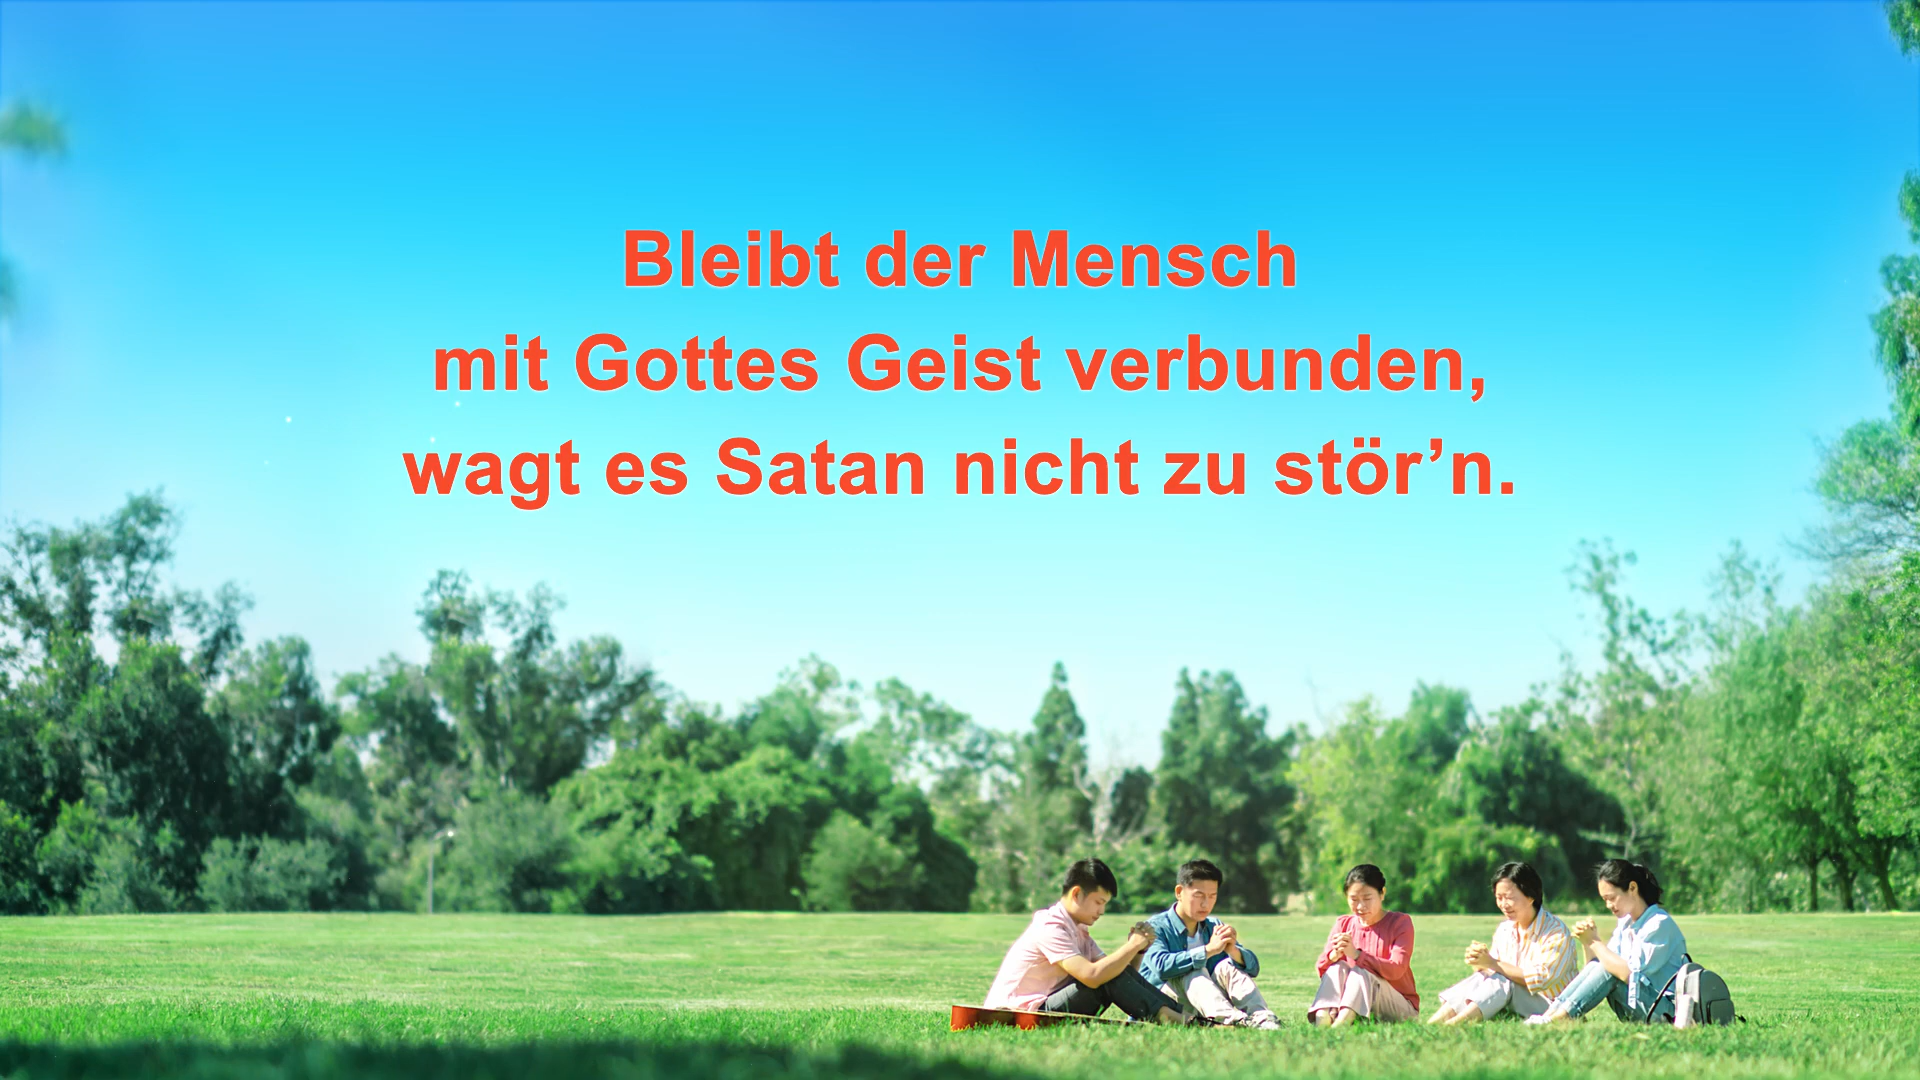 Bleibt der Mensch
mit Gottes Geist verbunden,
wagt es Satan nicht zu stör’n.